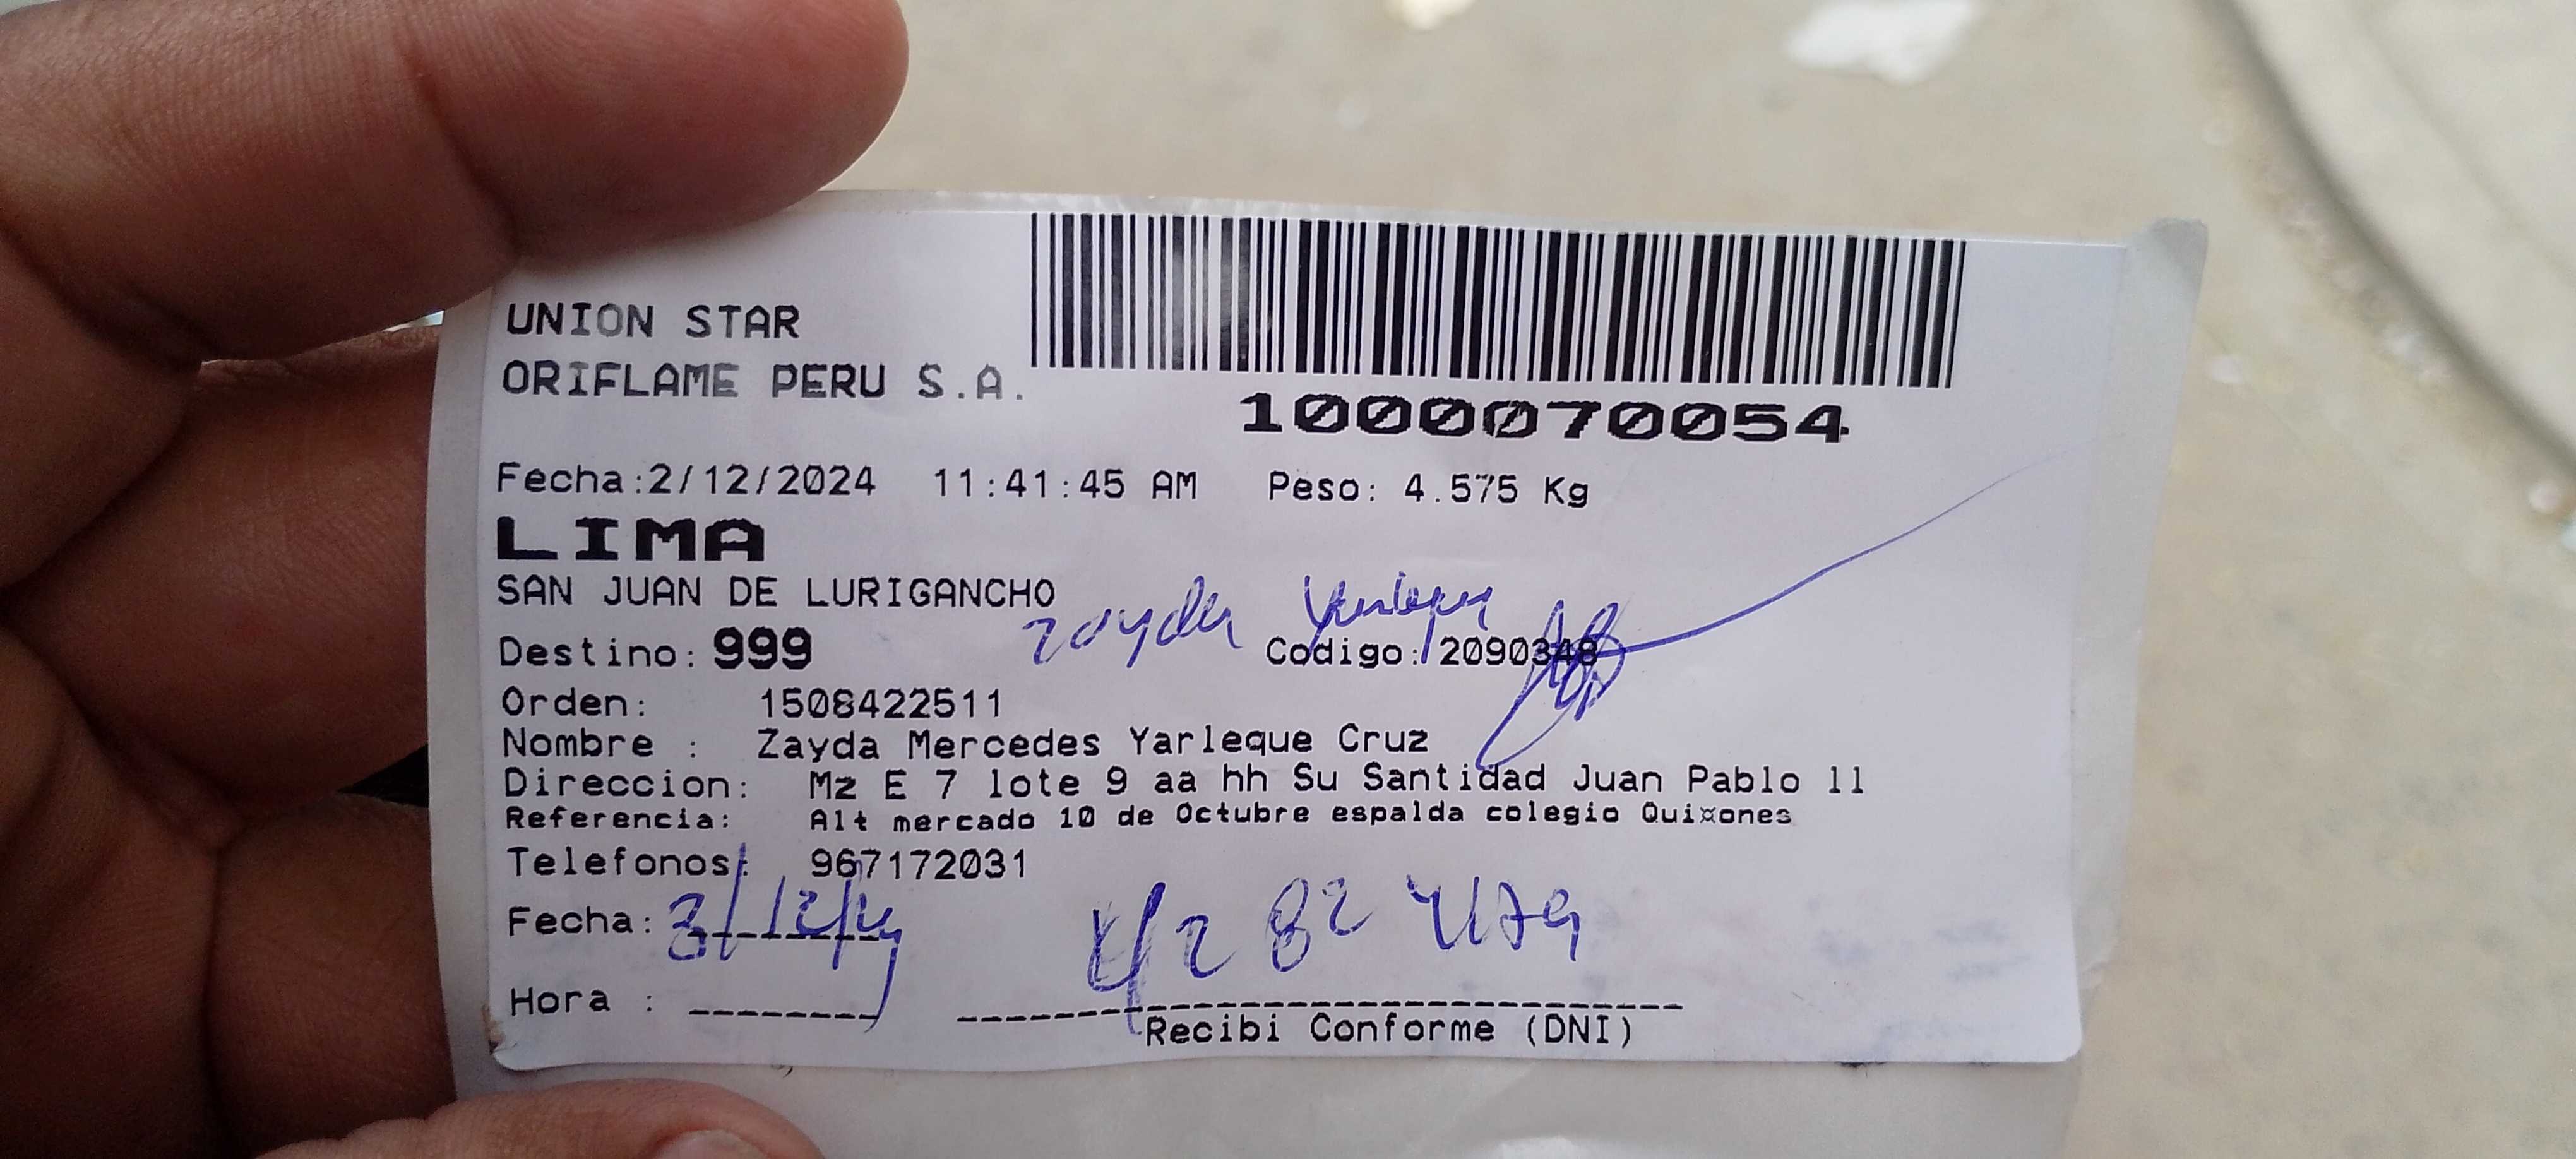 UNION STAR
ORIFLAME PERU S.A.
1000070054
Fecha:2/12/2024 11:41:45 AM Peso: 4.575 Kg
LIMA
SAN JUAN DE LURIGANCHO
Zayda Yarleque
Destino: 999 Codigo: 2090348
Orden: 1508422511
Nombre : Zayda Mercedes Yarleque Cruz
Direccion: Mz E 7 lote 9 aa hh Su Santidad Juan Pablo ll
Referencia: Alt mercado 10 de Octubre espalda colegio Qui¤ones
Telefonos: 967172031
Fecha: 3/12/24
Hora :
Recibi Conforme (DNI)